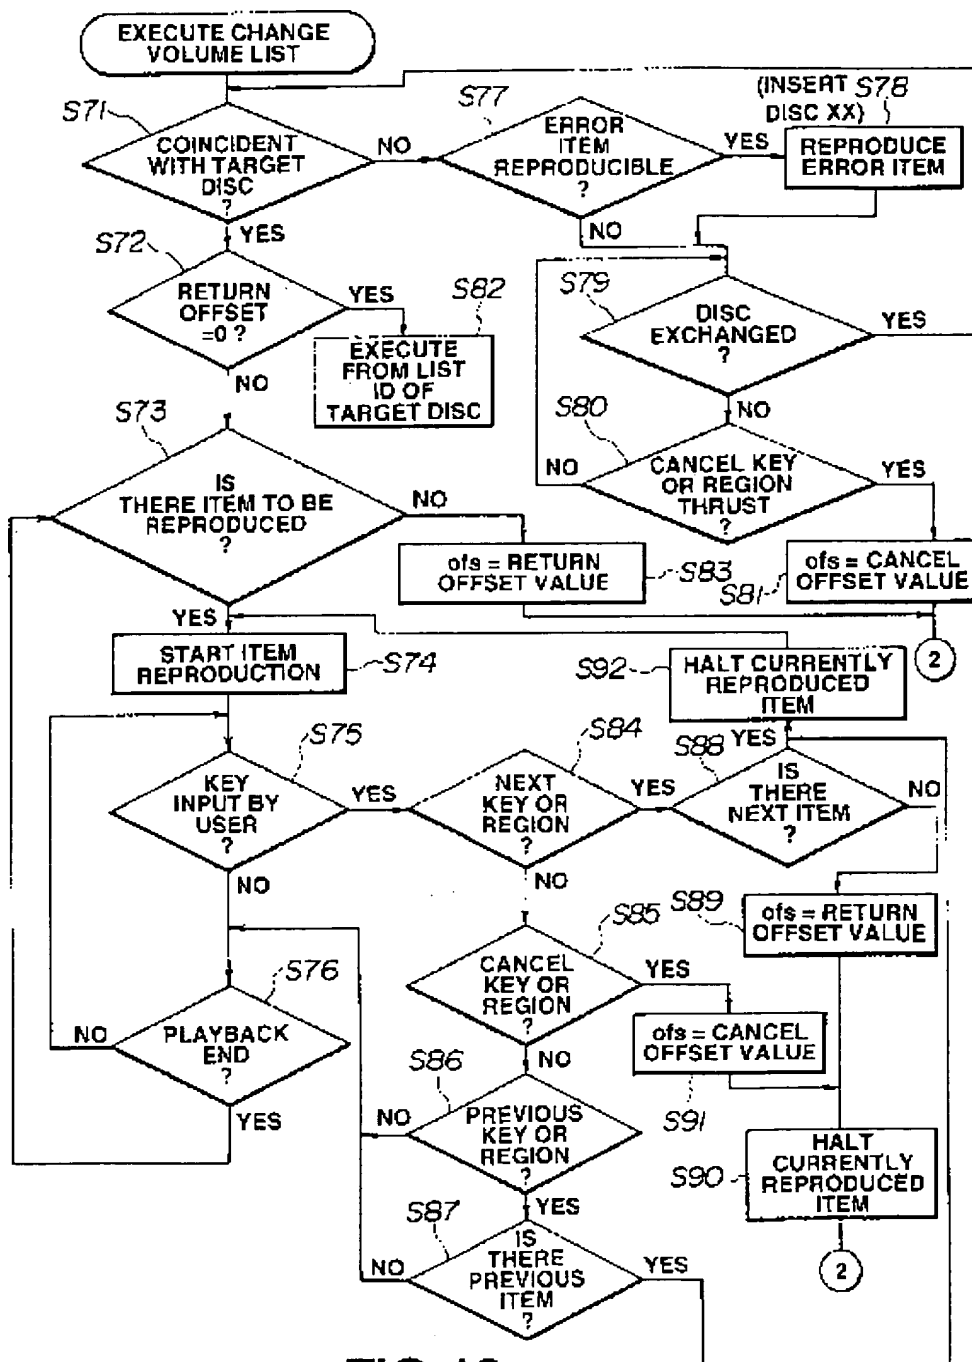 EXECUTE CHANGE
VOLUME LIST
S71
COINCIDENT
WITH TARGET
DISC
?
NO
YES
S77
ERROR
ITEM
REPRODUCIBLE
?
YES
NO
(INSERT
DISC XX)
S78
REPRODUCE
ERROR ITEM
S72
RETURN
OFFSET
=0 ?
YES
NO
S82
EXECUTE
FROM LIST
ID OF
TARGET DISC
S79
DISC
EXCHANGED
?
YES
NO
S80
CANCEL KEY
OR REGION
THRUST
?
NO
YES
S73
IS
THERE ITEM TO BE
REPRODUCED
?
NO
YES
ofs = RETURN
OFFSET VALUE
S83
S81
ofs = CANCEL
OFFSET VALUE
2
START ITEM
REPRODUCTION
S74
S92
HALT CURRENTLY
REPRODUCED
ITEM
S75
KEY
INPUT BY
USER
?
YES
NO
S84
NEXT
KEY OR
REGION
?
YES
NO
S88
YES
IS
THERE
NEXT ITEM
?
NO
S89
ofs = RETURN
OFFSET VALUE
S85
CANCEL
KEY OR
REGION
?
YES
NO
S76
PLAYBACK
END
?
NO
YES
ofs = CANCEL
OFFSET VALUE
S91
S86
PREVIOUS
KEY OR
REGION
?
NO
YES
S90
HALT
CURRENTLY
REPRODUCED
ITEM
2
S87
IS
THERE
PREVIOUS
ITEM
?
NO
YES